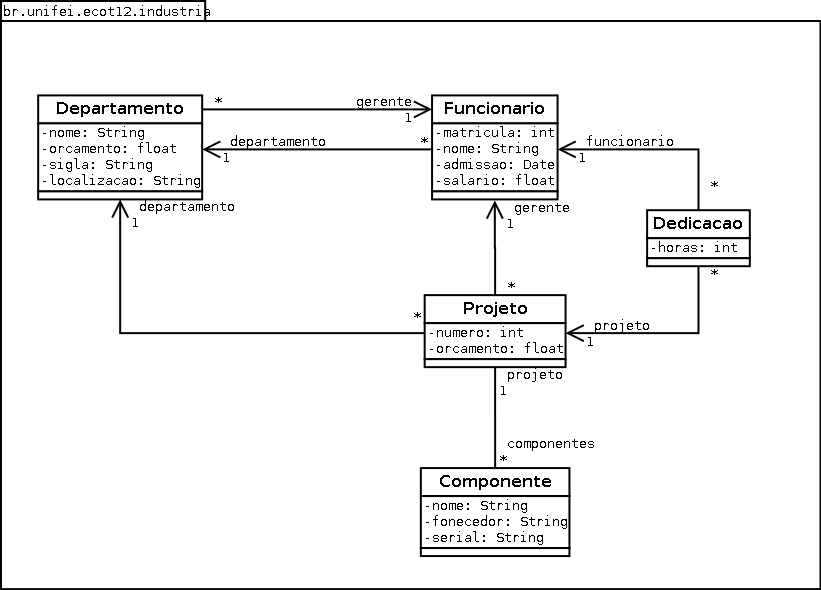 br.unifei.ecot12.industria
Departamento
-nome: String
-orcamento: float
-sigla: String
-localizacao: String
*
gerente
1
departamento
1
*
Funcionario
-matricula: int
-nome: String
-admissao: Date
-salario: float
funcionario
1
*
Dedicacao
-horas: int
*
departamento
1
*
gerente
1
*
Projeto
-numero: int
-orcamento: float
projeto
1
projeto
1
componentes
*
Componente
-nome: String
-fonecedor: String
-serial: String